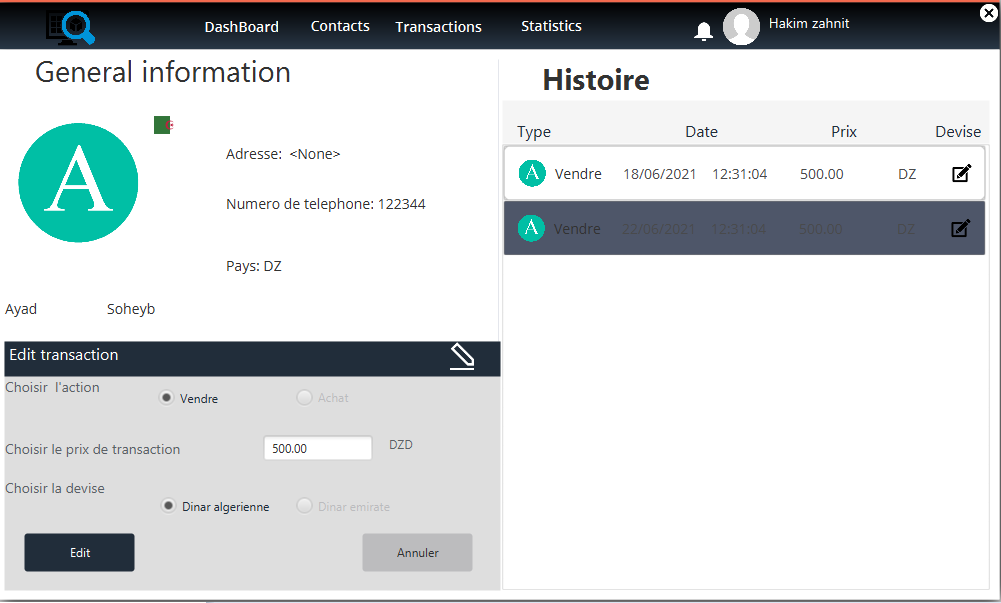 DashBoard Contacts Transactions Statistics Hakim zahnit
General information
A
Adresse: <None>
Numero de telephone: 122344
Pays: DZ
Ayad Soheyb
Edit transaction
Choisir l'action
Vendre Achat
Choisir le prix de transaction 500.00 DZD
Choisir la devise
Dinar algerienne Dinar emirate
Edit Annuler
Histoire
Type Date Prix Devise
A Vendre 18/06/2021 12:31:04 500.00 DZ
A Vendre 22/06/2021 12:31:04 500.00 DZ